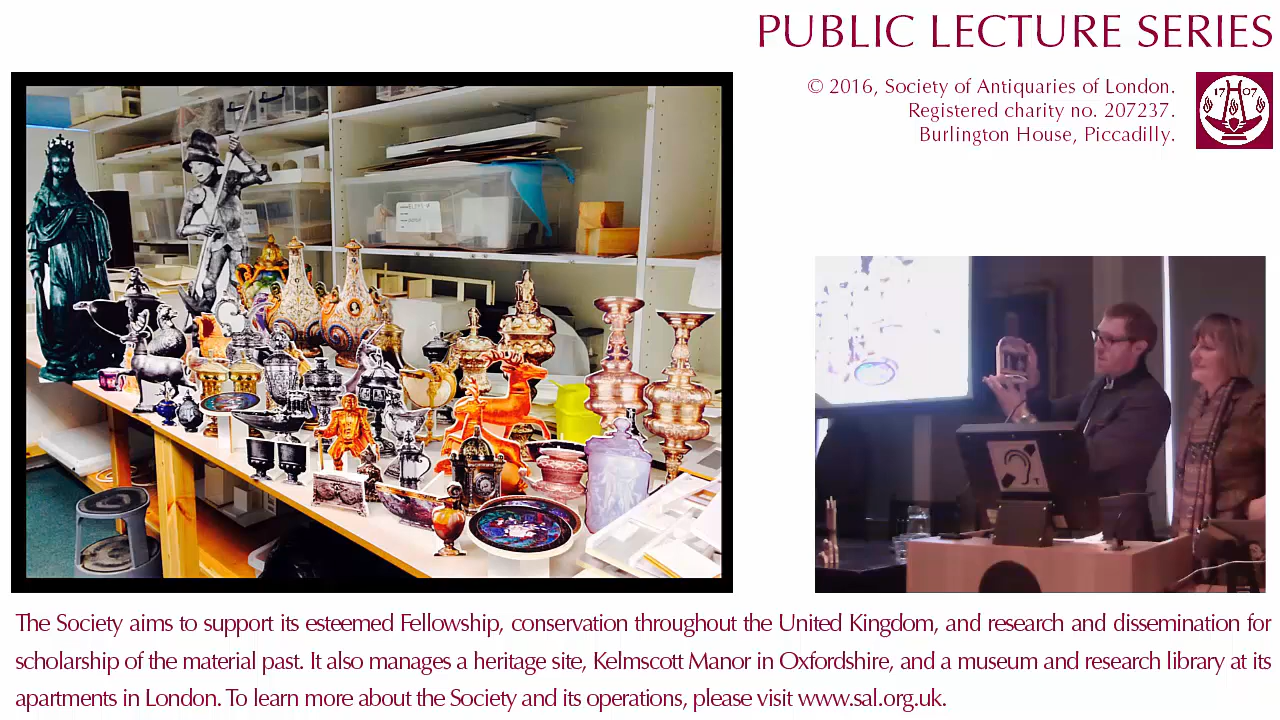 PUBLIC LECTURE SERIES
© 2016, Society of Antiquaries of London.
Registered charity no. 207237.
Burlington House, Piccadilly.
17 07
The Society aims to support its esteemed Fellowship, conservation throughout the United Kingdom, and research and dissemination for
scholarship of the material past. It also manages a heritage site, Kelmscott Manor in Oxfordshire, and a museum and research library at its
apartments in London. To learn more about the Society and its operations, please visit www.sal.org.uk.